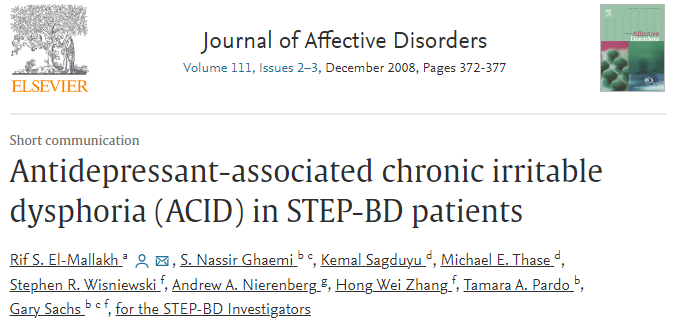 ELSEVIER
Journal of Affective Disorders
Volume 111, Issues 2–3, December 2008, Pages 372-377
Affective
Disorders
Short communication
Antidepressant-associated chronic irritable
dysphoria (ACID) in STEP-BD patients
Rif S. El-Mallakh a , S. Nassir Ghaemi b c, Kemal Sagduyu d, Michael E. Thase d,
Stephen R. Wisniewski f, Andrew A. Nierenberg g, Hong Wei Zhang f, Tamara A. Pardo b,
Gary Sachs b c f, for the STEP-BD Investigators